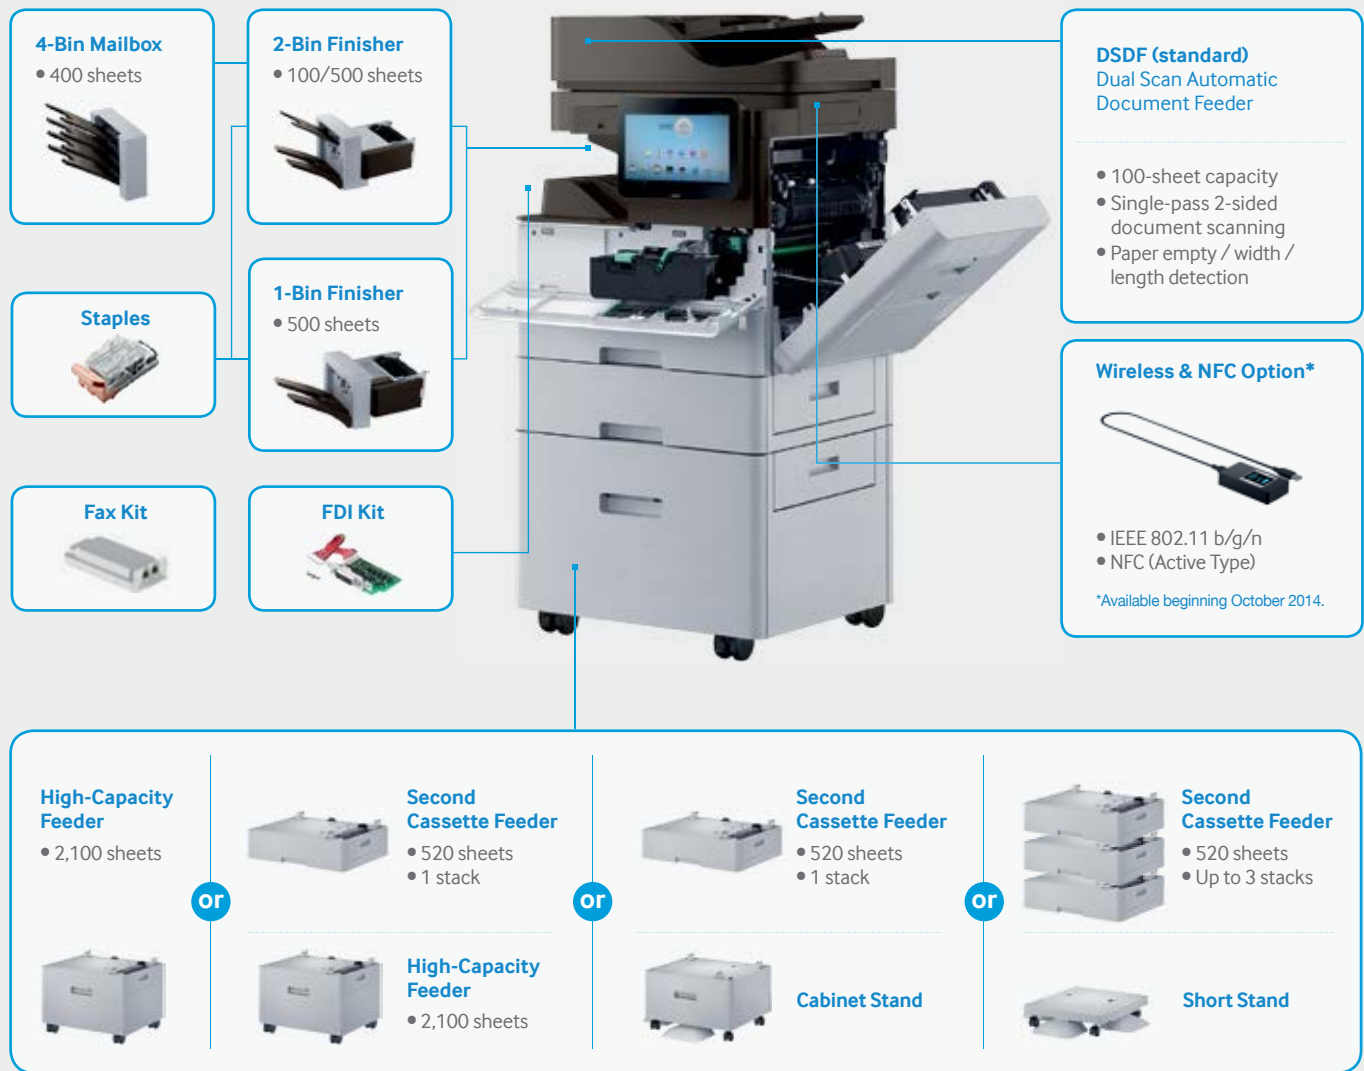 4-Bin Mailbox
• 400 sheets
2-Bin Finisher
• 100/500 sheets
DSDF (standard)
Dual Scan Automatic
Document Feeder
• 100-sheet capacity
• Single-pass 2-sided
document scanning
• Paper empty / width /
length detection
Staples
1-Bin Finisher
• 500 sheets
Wireless & NFC Option*
• IEEE 802.11 b/g/n
• NFC (Active Type)
*Available beginning October 2014.
Fax Kit
FDI Kit
High-Capacity
Feeder
• 2,100 sheets
or
Second
Cassette Feeder
• 520 sheets
• 1 stack
High-Capacity
Feeder
• 2,100 sheets
or
Second
Cassette Feeder
• 520 sheets
• 1 stack
Cabinet Stand
or
Second
Cassette Feeder
• 520 sheets
• Up to 3 stacks
Short Stand